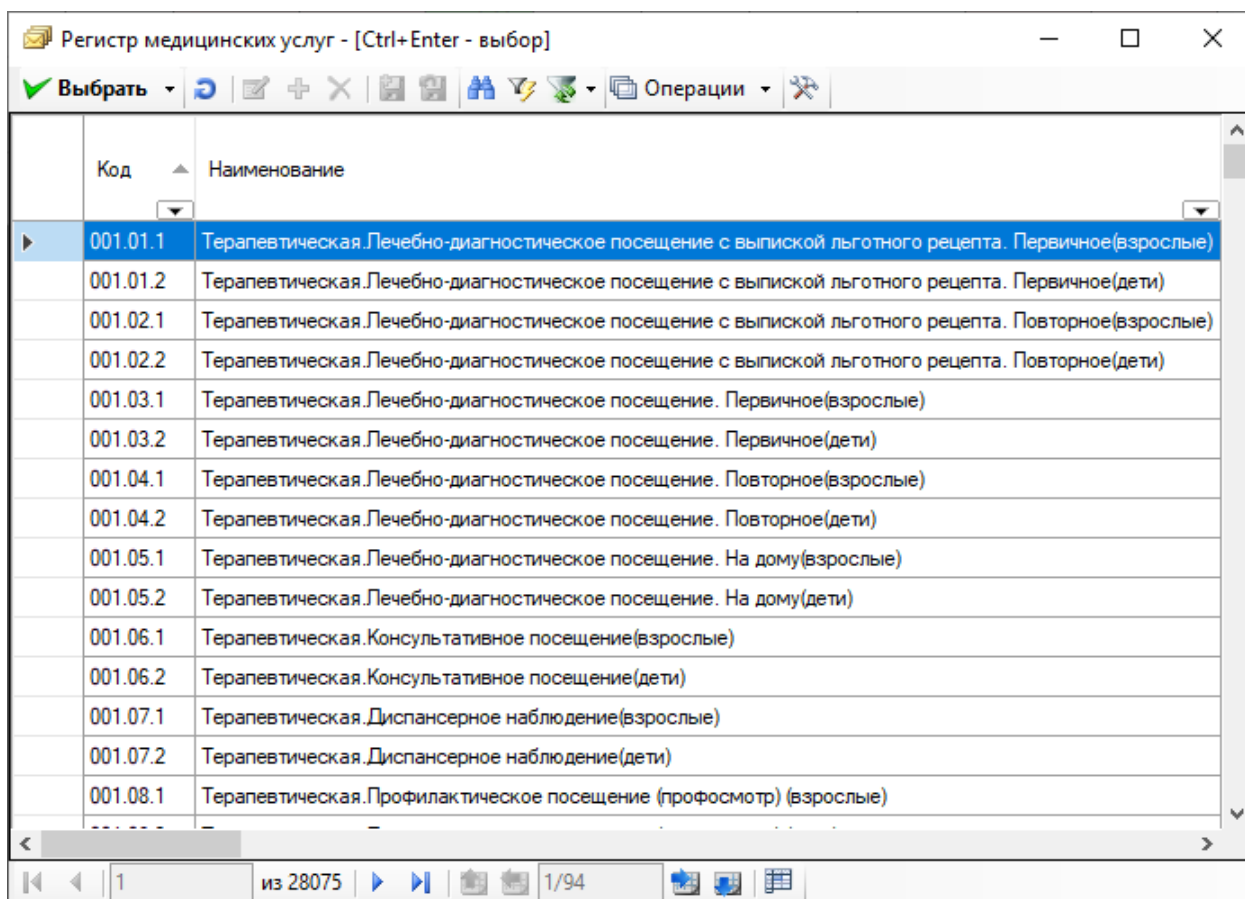 Регистр медицинских услуг - [Ctrl+Enter - выбор]
Выбрать Операции
Код Наименование
001.01.1 Терапевтическая.Лечебно-диагностическое посещение с выпиской льготного рецепта. Первичное(взрослые)
001.01.2 Терапевтическая.Лечебно-диагностическое посещение с выпиской льготного рецепта. Первичное(дети)
001.02.1 Терапевтическая.Лечебно-диагностическое посещение с выпиской льготного рецепта. Повторное(взрослые)
001.02.2 Терапевтическая.Лечебно-диагностическое посещение с выпиской льготного рецепта. Повторное(дети)
001.03.1 Терапевтическая.Лечебно-диагностическое посещение. Первичное(взрослые)
001.03.2 Терапевтическая.Лечебно-диагностическое посещение. Первичное(дети)
001.04.1 Терапевтическая.Лечебно-диагностическое посещение. Повторное(взрослые)
001.04.2 Терапевтическая.Лечебно-диагностическое посещение. Повторное(дети)
001.05.1 Терапевтическая.Лечебно-диагностическое посещение. На дому(взрослые)
001.05.2 Терапевтическая.Лечебно-диагностическое посещение. На дому(дети)
001.06.1 Терапевтическая.Консультативное посещение(взрослые)
001.06.2 Терапевтическая.Консультативное посещение(дети)
001.07.1 Терапевтическая.Диспансерное наблюдение(взрослые)
001.07.2 Терапевтическая.Диспансерное наблюдение(дети)
001.08.1 Терапевтическая.Профилактическое посещение (профосмотр) (взрослые)
1 из 28075 1/94